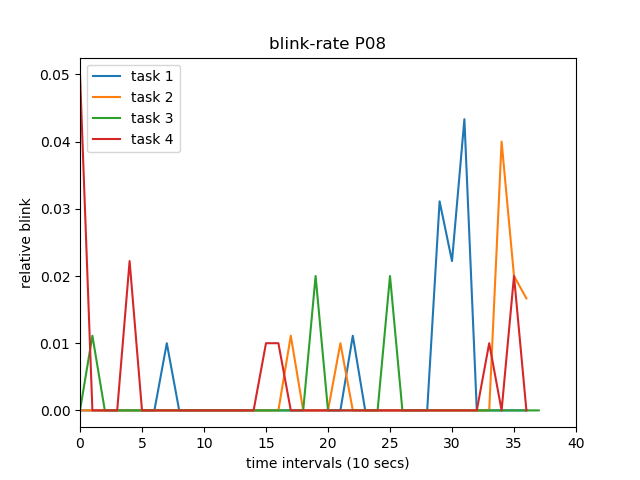 blink-rate P08
0.05
0.04
0.03
0.02
0.01
0.00
relative blink
task 1
task 2
task 3
task 4
0 5 10 15 20 25 30 35 40
time intervals (10 secs)